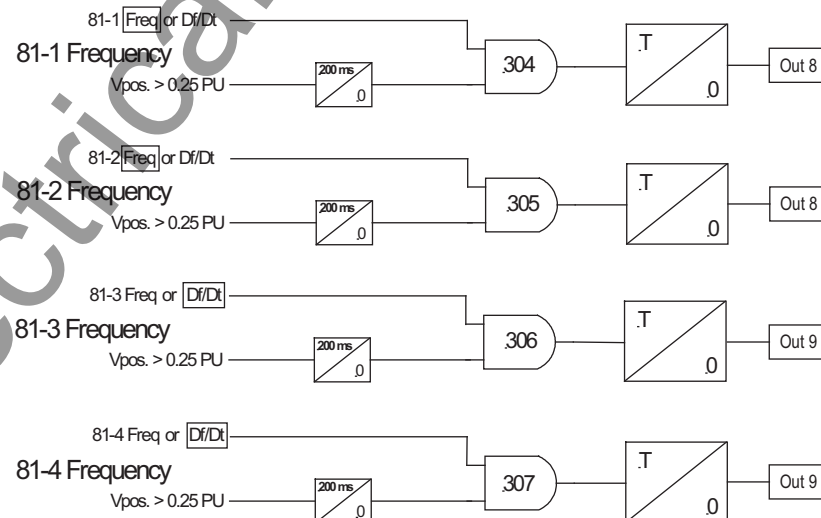 81-1 Freq or Df/Dt
81-1 Frequency
Vpos. > 0.25 PU
200 ms
.0
.304
.T
.0
Out 8
81-2 Freq or Df/Dt
81-2 Frequency
Vpos. > 0.25 PU
200 ms
.0
.305
.T
.0
Out 8
81-3 Freq or Df/Dt
81-3 Frequency
Vpos. > 0.25 PU
200 ms
.0
.306
.T
.0
Out 9
81-4 Freq or Df/Dt
81-4 Frequency
Vpos. > 0.25 PU
200 ms
.0
.307
.T
.0
Out 9
ectrica